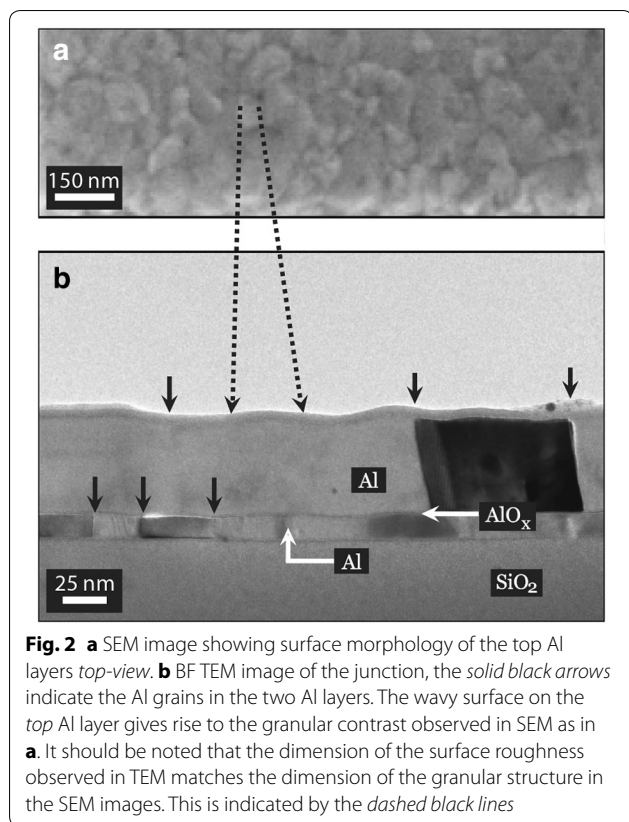 a
150 nm
b
Al
AlOₓ
Al
25 nm
SiO₂
Fig. 2 a SEM image showing surface morphology of the top Al
layers top-view. b BF TEM image of the junction, the solid black arrows
indicate the Al grains in the two Al layers. The wavy surface on the
top Al layer gives rise to the granular contrast observed in SEM as in
a. It should be noted that the dimension of the surface roughness
observed in TEM matches the dimension of the granular structure in
the SEM images. This is indicated by the dashed black lines